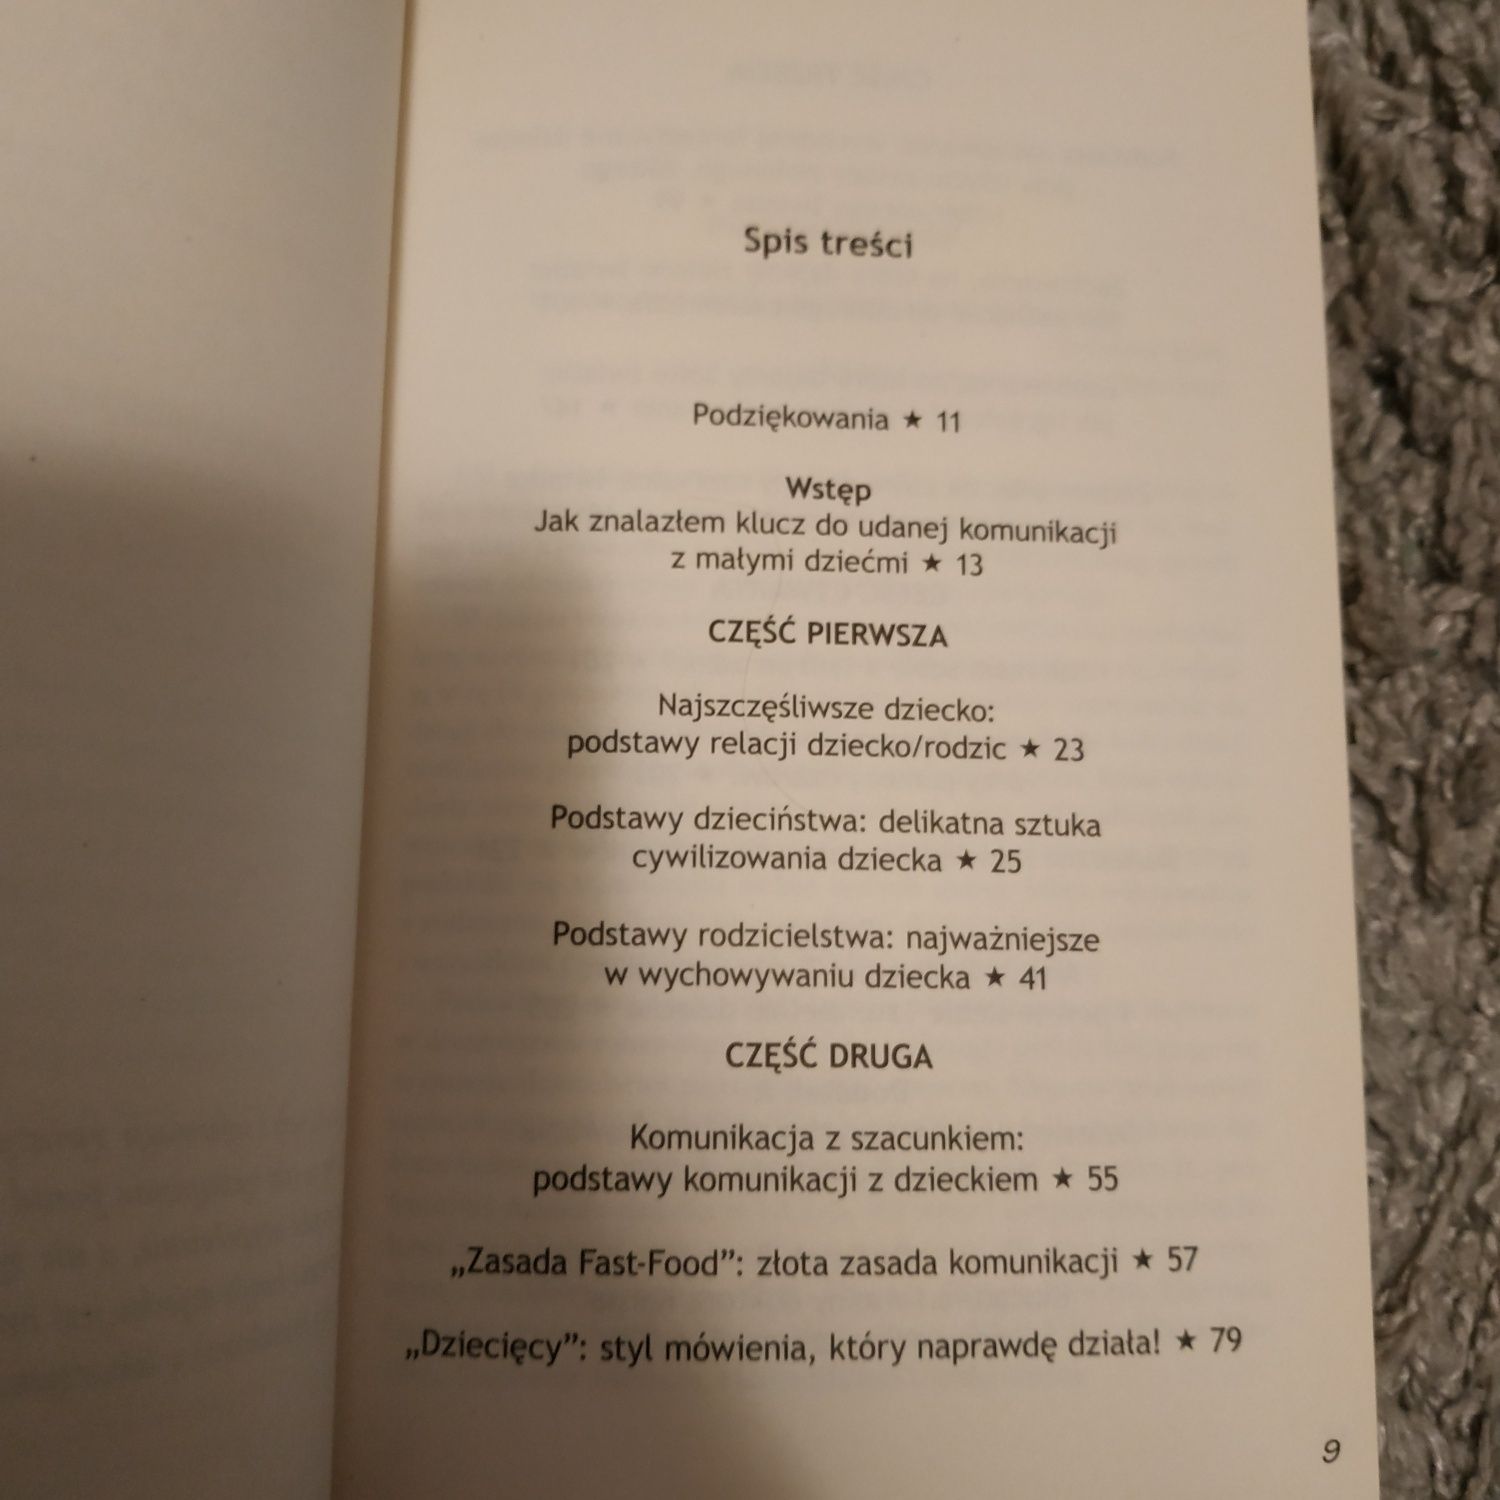 Spis treści
Podziękowania ★ 11
Wstęp
Jak znalazłem klucz do udanej komunikacji
z małymi dziećmi ★ 13
CZĘŚĆ PIERWSZA
Najszczęśliwsze dziecko:
podstawy relacji dziecko/rodzic ★ 23
Podstawy dzieciństwa: delikatna sztuka
cywilizowania dziecka ★ 25
Podstawy rodzicielstwa: najważniejsze
w wychowywaniu dziecka ★ 41
CZĘŚĆ DRUGA
Komunikacja z szacunkiem:
podstawy komunikacji z dzieckiem ★ 55
„Zasada Fast-Food”: złota zasada komunikacji ★ 57
„Dziecięcy”: styl mówienia, który naprawdę działa! ★ 79
9